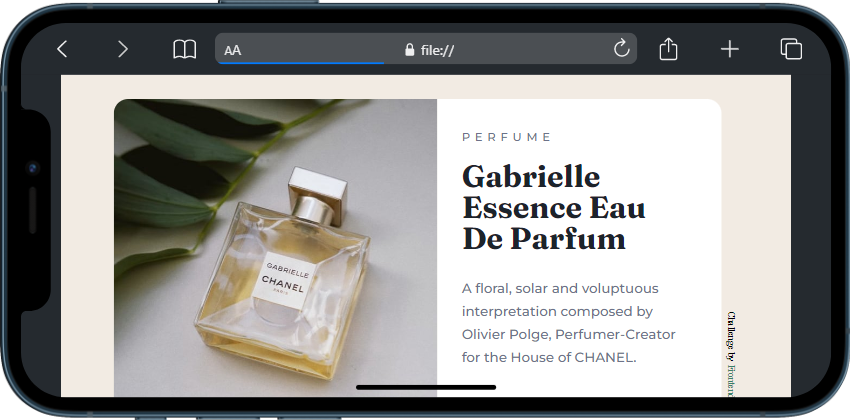 AA
file://
PERFUME
Gabrielle
Essence Eau
De Parfum
A floral, solar and voluptuous
interpretation composed by
Olivier Polge, Perfumer-Creator
for the House of CHANEL.
GABRIELLE
CHANEL
PARIS
Challenge by